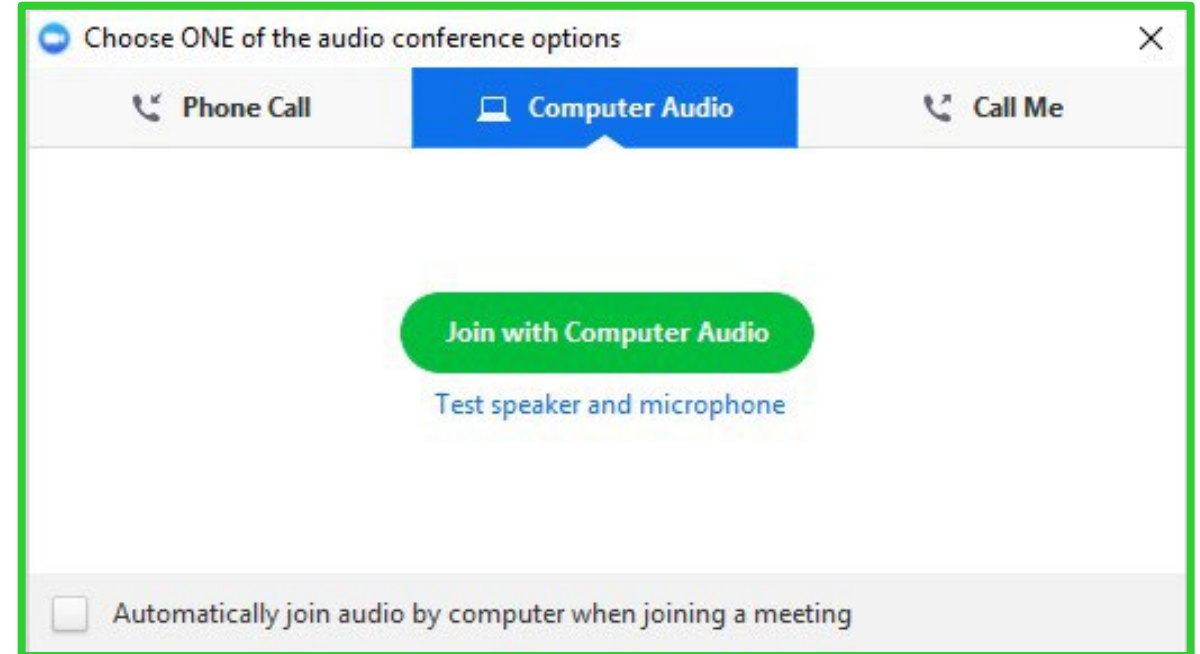 Choose ONE of the audio conference options
Phone Call
Computer Audio
Call Me
Join with Computer Audio
Test speaker and microphone
Automatically join audio by computer when joining a meeting